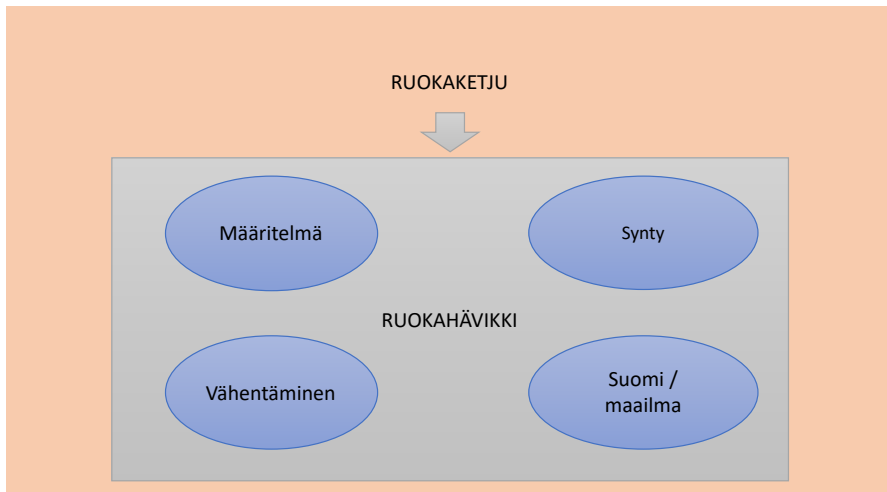 RUOKAKETJU
Määritelmä
Synty
RUOKAHÄVIKKI
Vähentäminen
Suomi /
maailma